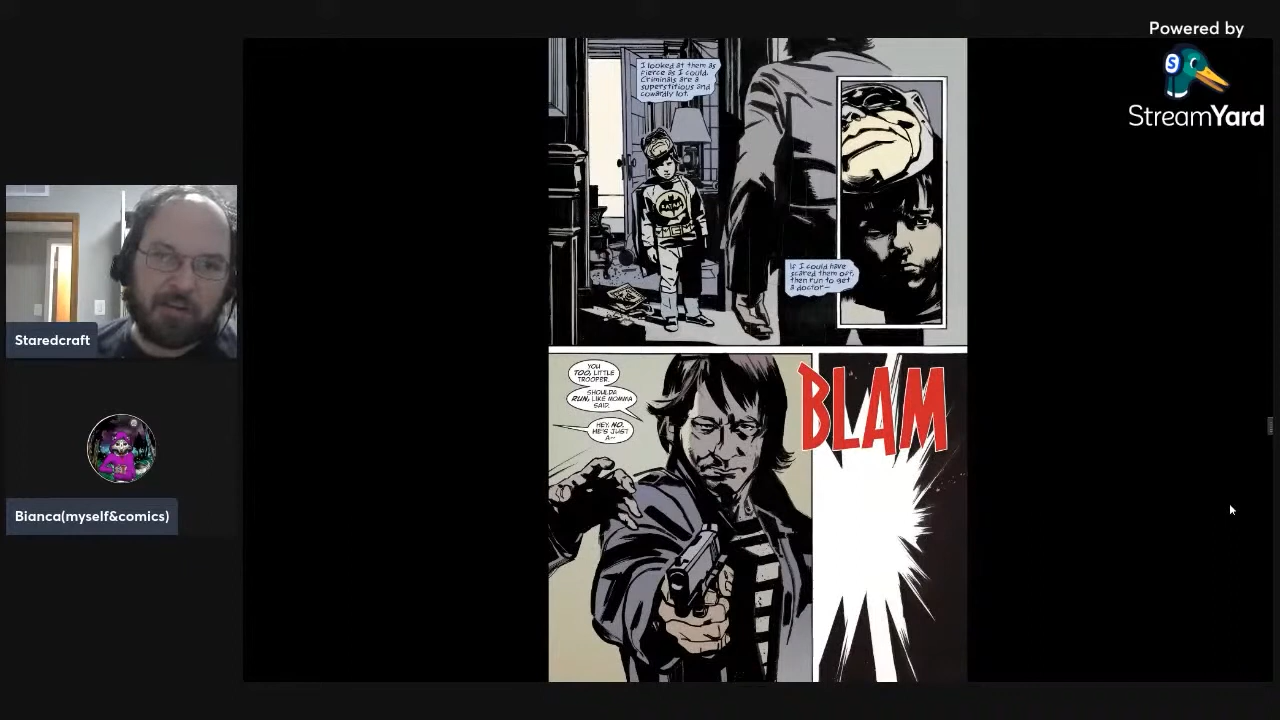 Powered by
StreamYard
Staredcraft
Bianca(myself&comics)
I looked at them as
fierce as I could.
Criminals are a
superstitious and
cowardly lot.
BATMAN
If I could have
scared them off,
then run to get
a doctor—
YOU
TOO, LITTLE
TROOPER.
SHOULDA
RUN, LIKE MOMMA
SAID.
HEY, NO.
HE'S JUST
A--
BLAM